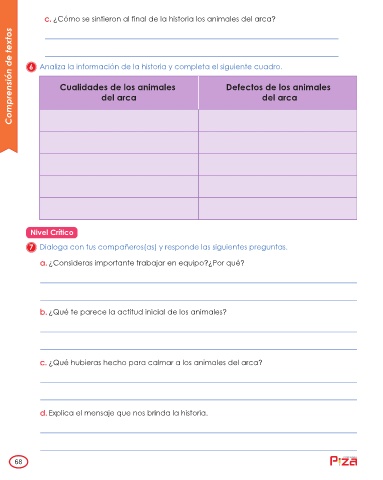 c. ¿Cómo se sintieron al final de la historia los animales del arca?
Comprensión de textos
6 Analiza la información de la historia y completa el siguiente cuadro.
Cualidades de los animales del arca
Defectos de los animales del arca
Nivel Crítico
7 Dialoga con tus compañeros(as) y responde las siguientes preguntas.
a. ¿Consideras importante trabajar en equipo?¿Por qué?
b. ¿Qué te parece la actitud inicial de los animales?
c. ¿Qué hubieras hecho para calmar a los animales del arca?
d. Explica el mensaje que nos brinda la historia.
68